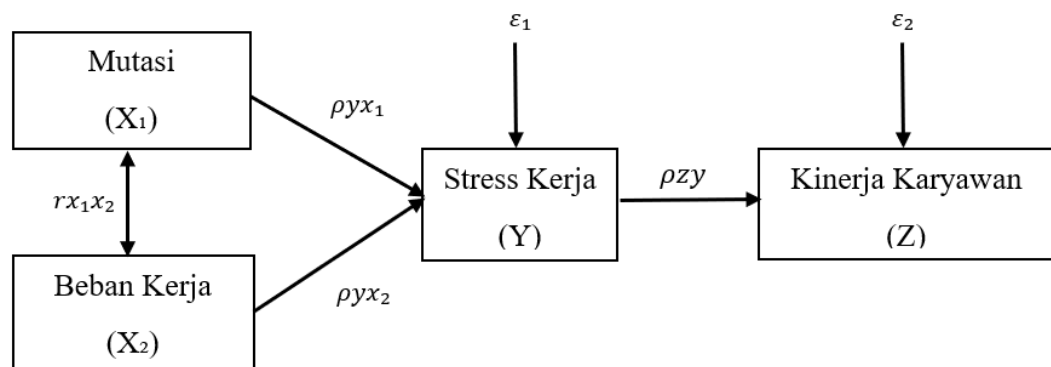 Mutasi
(X₁)
ρyx₁
rx₁x₂
Beban Kerja
(X₂)
ρyx₂
ε₁
Stress Kerja
(Y)
ρzy
ε₂
Kinerja Karyawan
(Z)